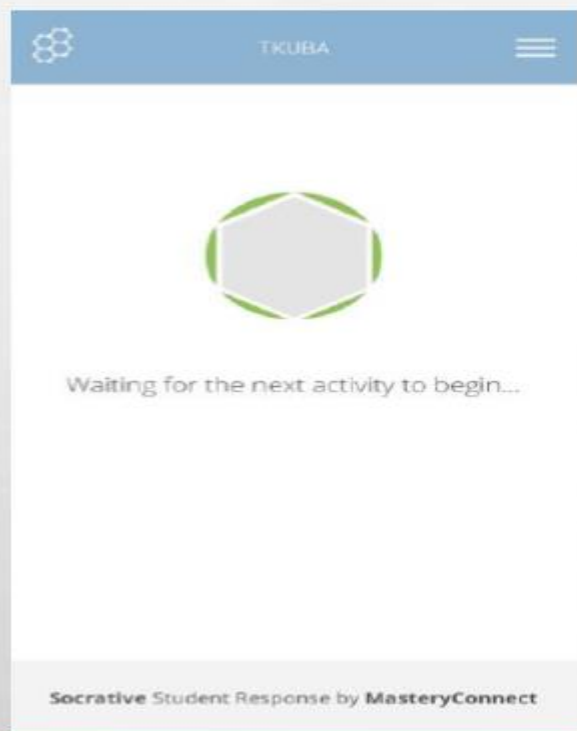 TKUBA
Waiting for the next activity to begin...
Socrative Student Response by MasteryConnect